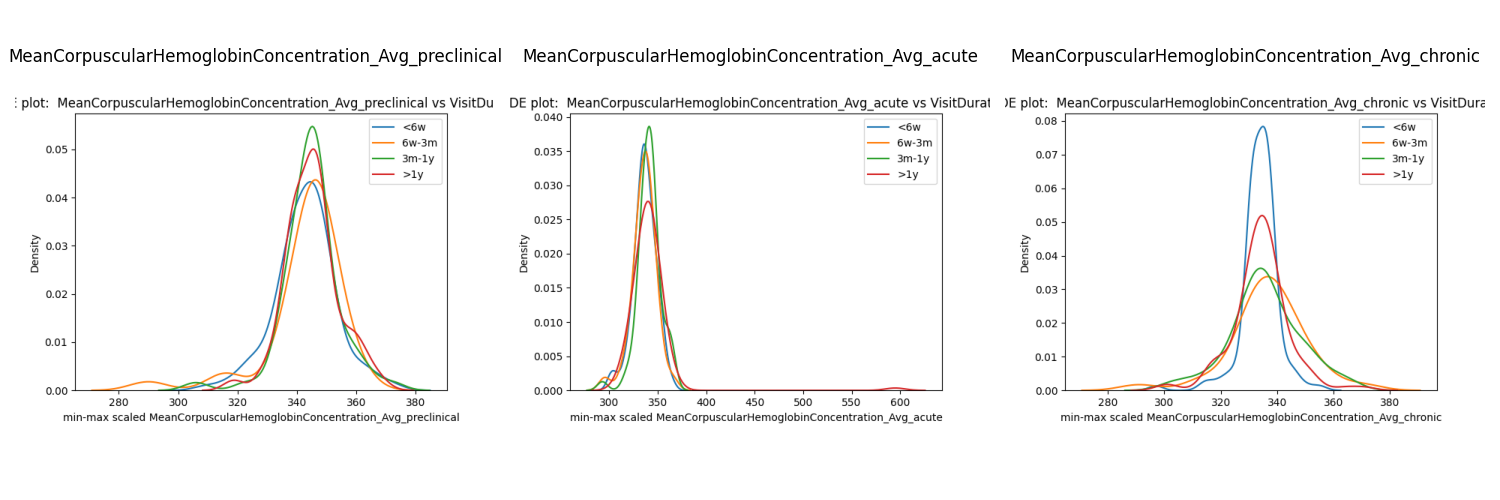 MeanCorpuscularHemoglobinConcentration_Avg_preclinical
plot: MeanCorpuscularHemoglobinConcentration_Avg_preclinical vs VisitDu
<6w
6w-3m
3m-1y
>1y
0.05
0.04
0.03
0.02
0.01
0.00
Density
280 300 320 340 360 380
min-max scaled MeanCorpuscularHemoglobinConcentration_Avg_preclinical
MeanCorpuscularHemoglobinConcentration_Avg_acute
DE plot: MeanCorpuscularHemoglobinConcentration_Avg_acute vs VisitDurat
<6w
6w-3m
3m-1y
>1y
0.040
0.035
0.030
0.025
0.020
0.015
0.010
0.005
0.000
Density
300 350 400 450 500 550 600
min-max scaled MeanCorpuscularHemoglobinConcentration_Avg_acute
MeanCorpuscularHemoglobinConcentration_Avg_chronic
DE plot: MeanCorpuscularHemoglobinConcentration_Avg_chronic vs VisitDura
<6w
6w-3m
3m-1y
>1y
0.08
0.07
0.06
0.05
0.04
0.03
0.02
0.01
0.00
Density
280 300 320 340 360 380
min-max scaled MeanCorpuscularHemoglobinConcentration_Avg_chronic